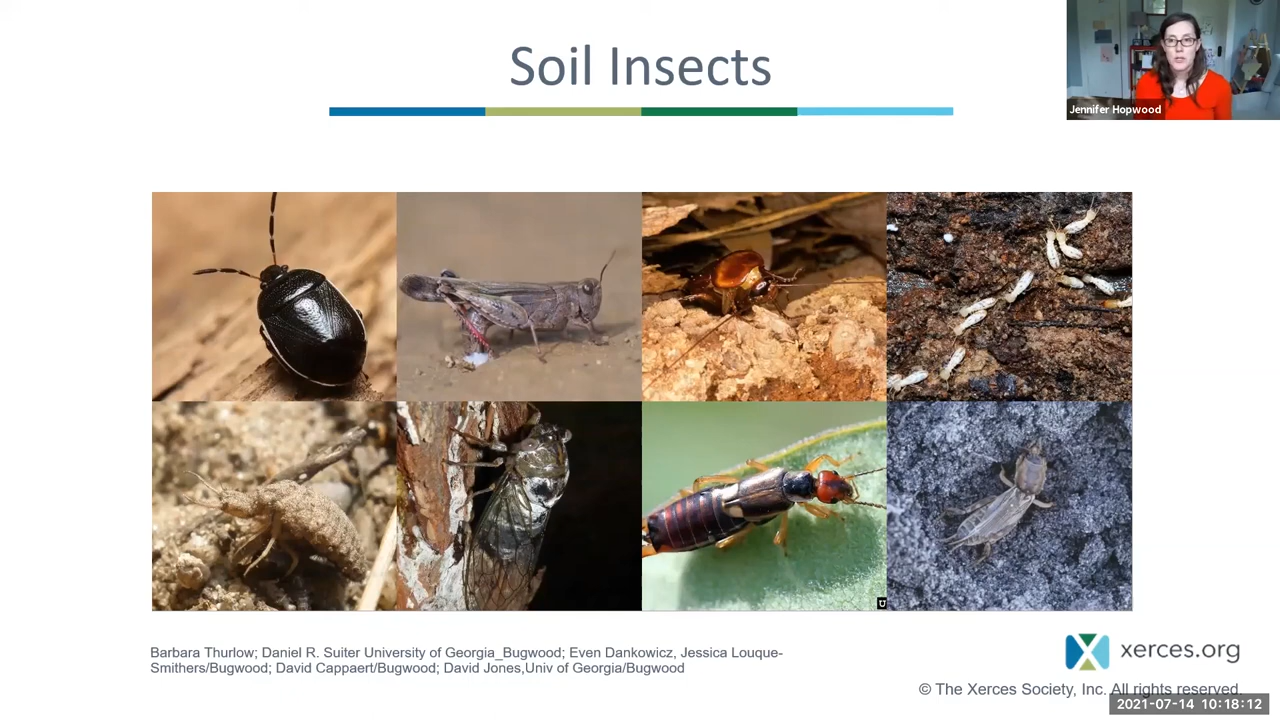 Soil Insects
Jennifer Hopwood
Barbara Thurlow; Daniel R. Suiter University of Georgia_Bugwood; Even Dankowicz, Jessica Louque-
Smithers/Bugwood; David Cappaert/Bugwood; David Jones,Univ of Georgia/Bugwood
xerces.org
© The Xerces Society, Inc. All rights reserved.
2021-07-14 10:18:12